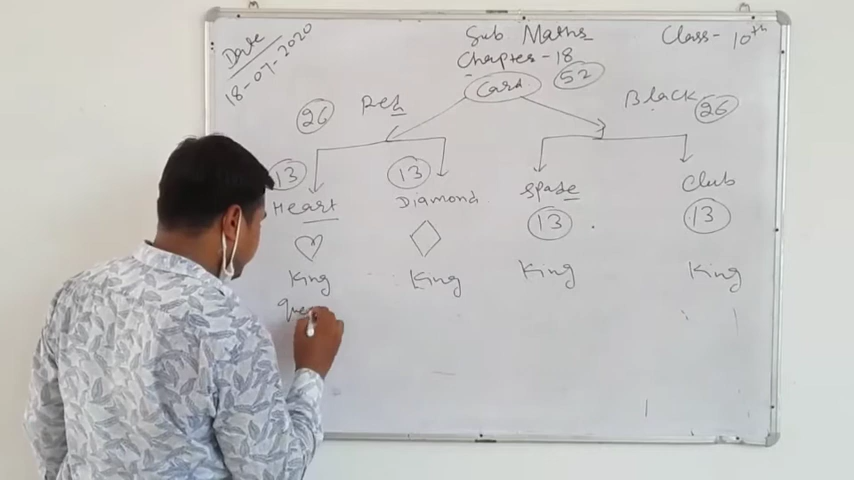 Date
18-07-2020
Sub Maths
Class- 10th
Chapter-18
Card 52
Red 26
Black 26
13 13
Heart Diamond Spade Club
13 13
King King King King
Que